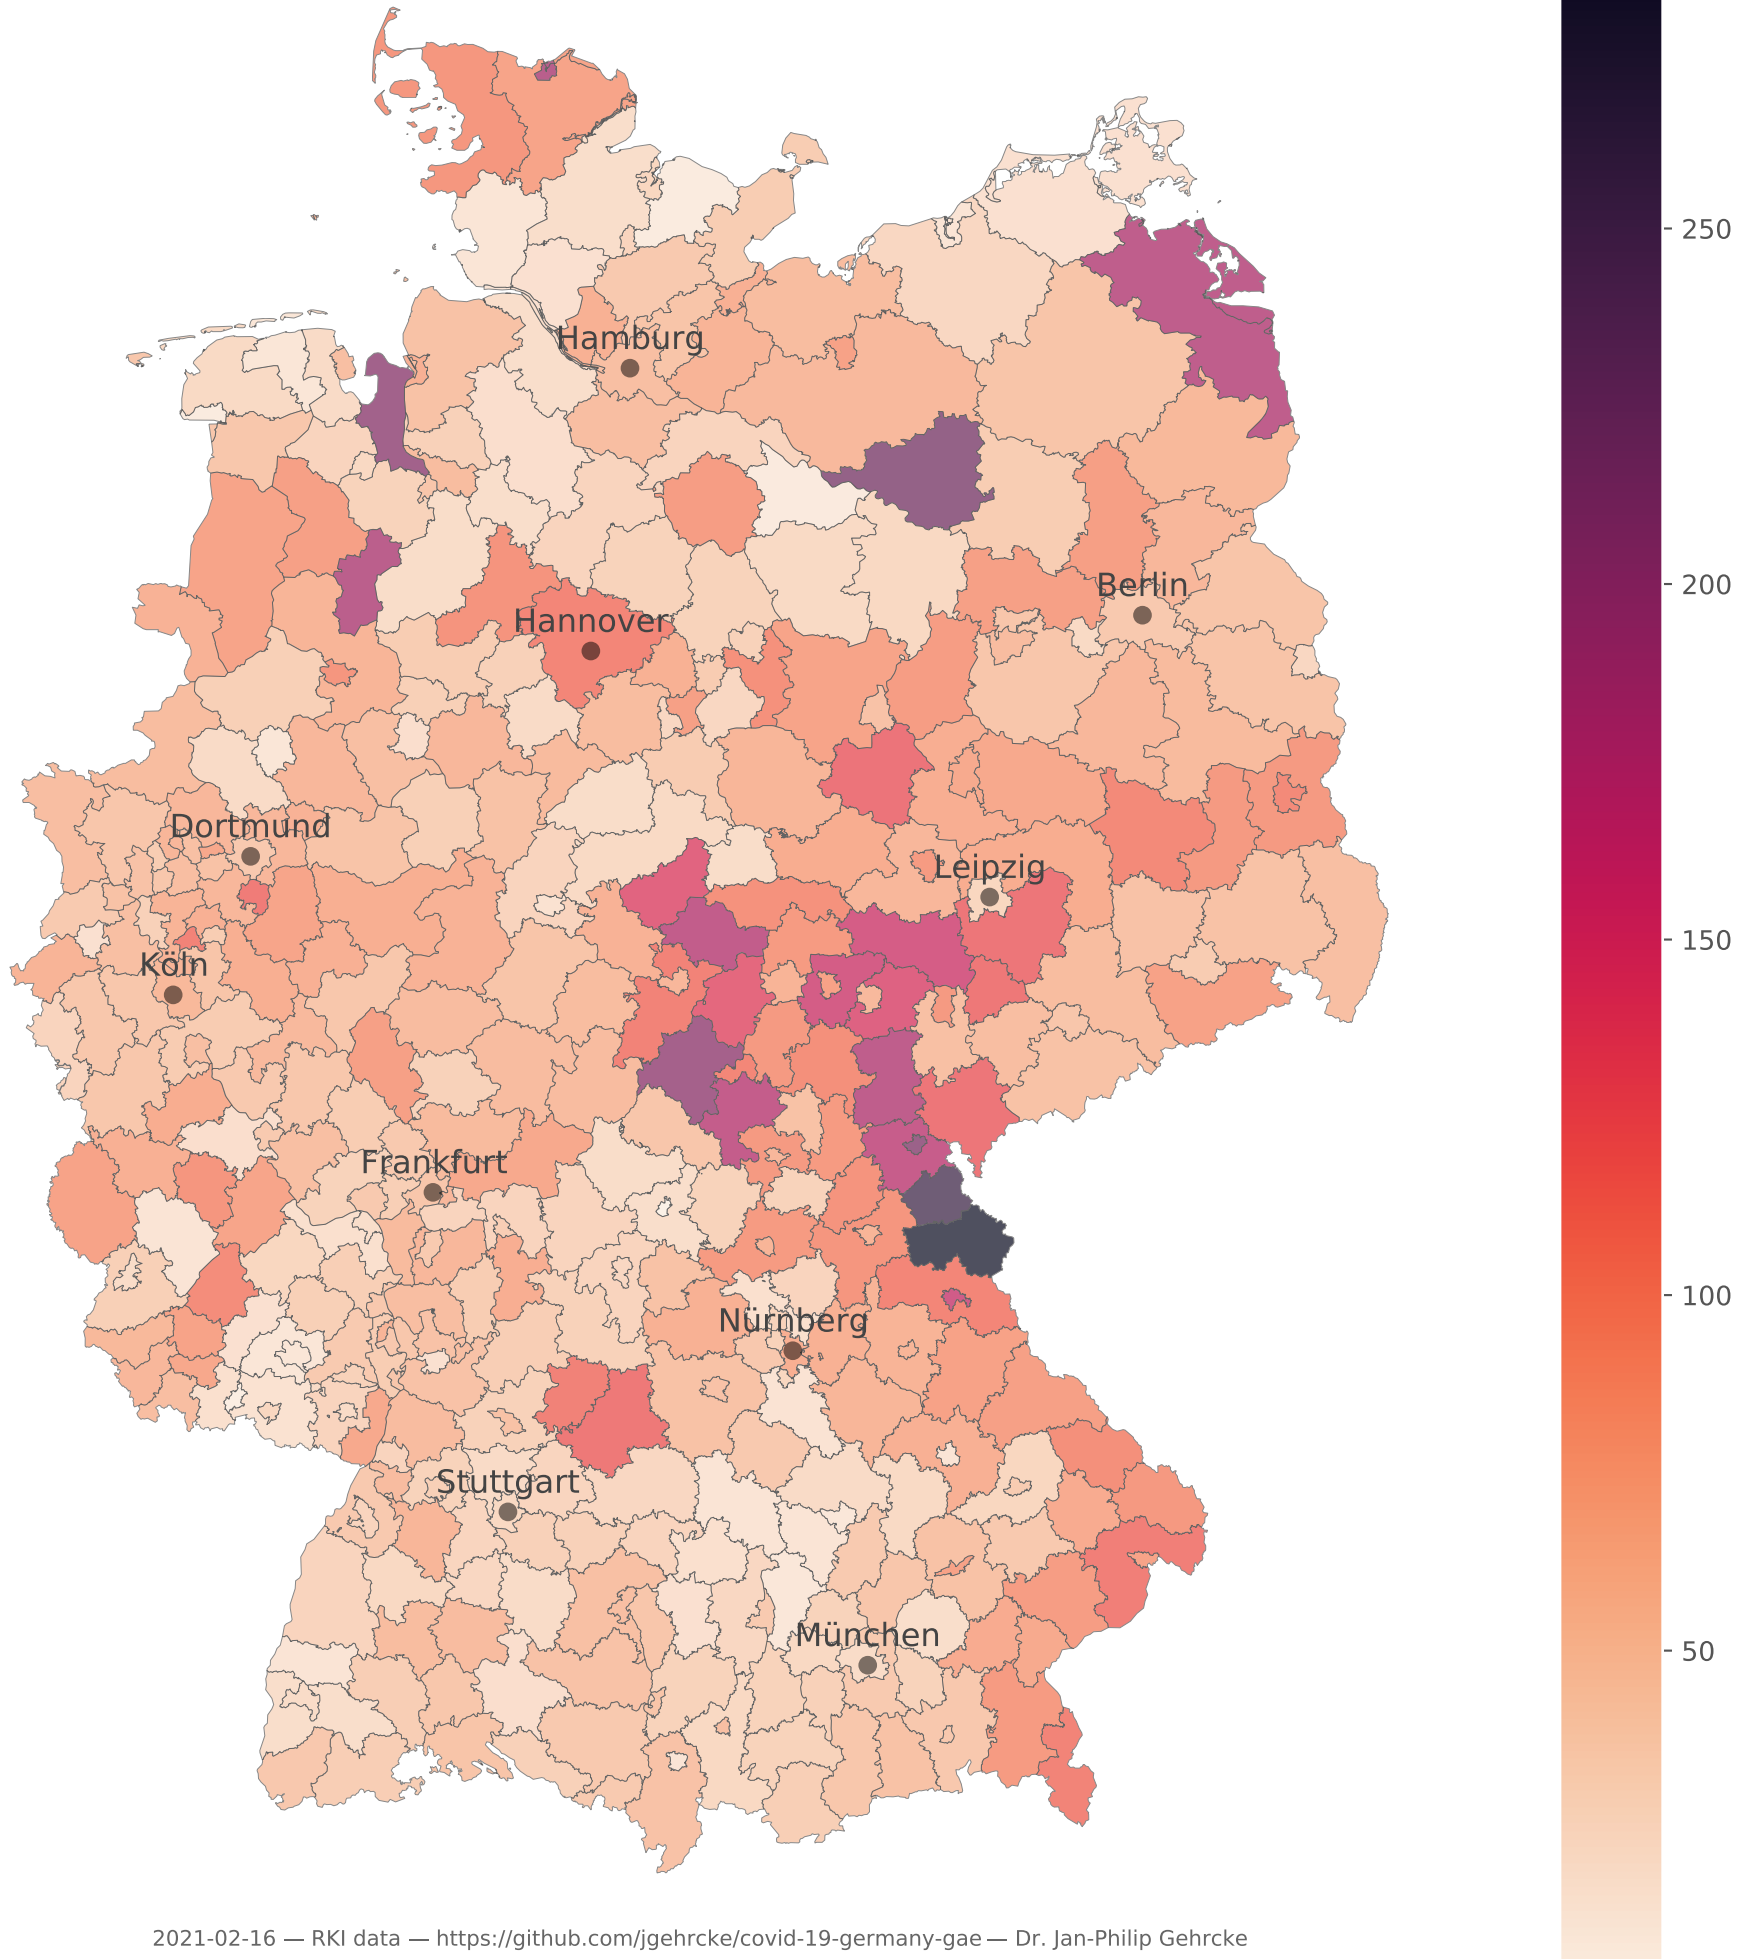 250
Hamburg
200
Berlin
Hannover
Dortmund
Leipzig
150
Köln
Frankfurt
100
Nürnberg
Stuttgart
50
München
2021-02-16 — RKI data — https://github.com/jgehrcke/covid-19-germany-gae — Dr. Jan-Philip Gehrcke